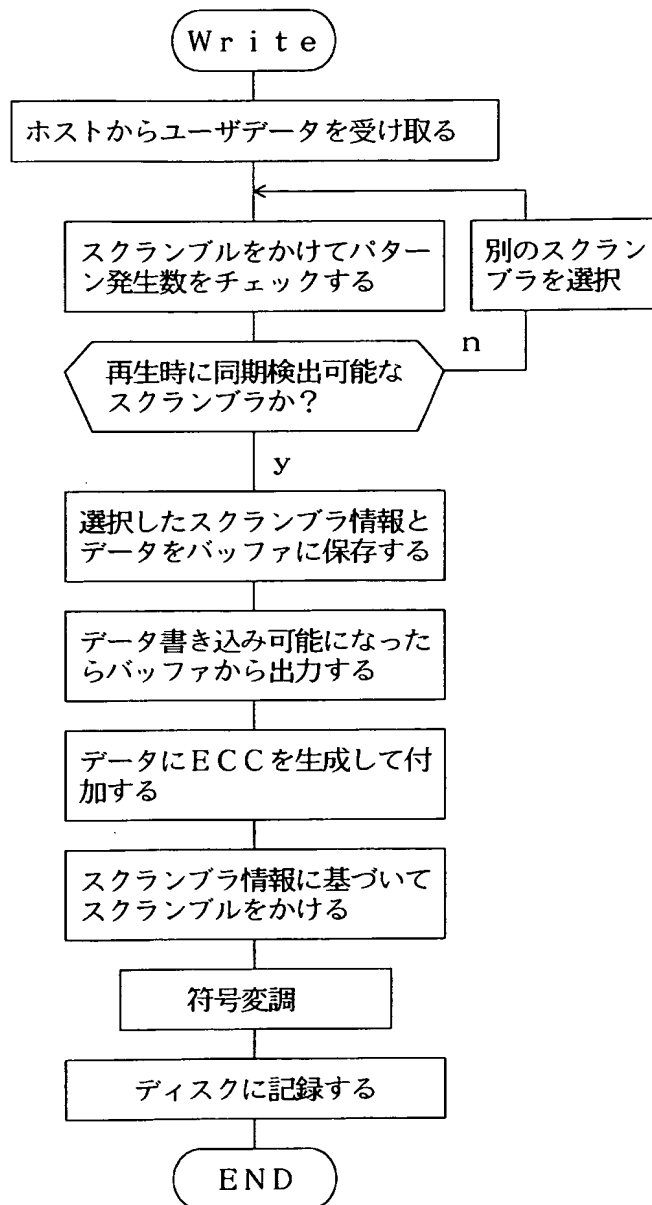 Ｗｒｉｔｅ
ホストからユーザデータを受け取る
スクランブルをかけてパター
ン発生数をチェックする
別のスクラン
ブラを選択
再生時に同期検出可能な
スクランブラか？
ｎ
ｙ
選択したスクランブラ情報と
データをバッファに保存する
データ書き込み可能になった
らバッファから出力する
データにＥＣＣを生成して付
加する
スクランブラ情報に基づいて
スクランブルをかける
符号変調
ディスクに記録する
ＥＮＤ